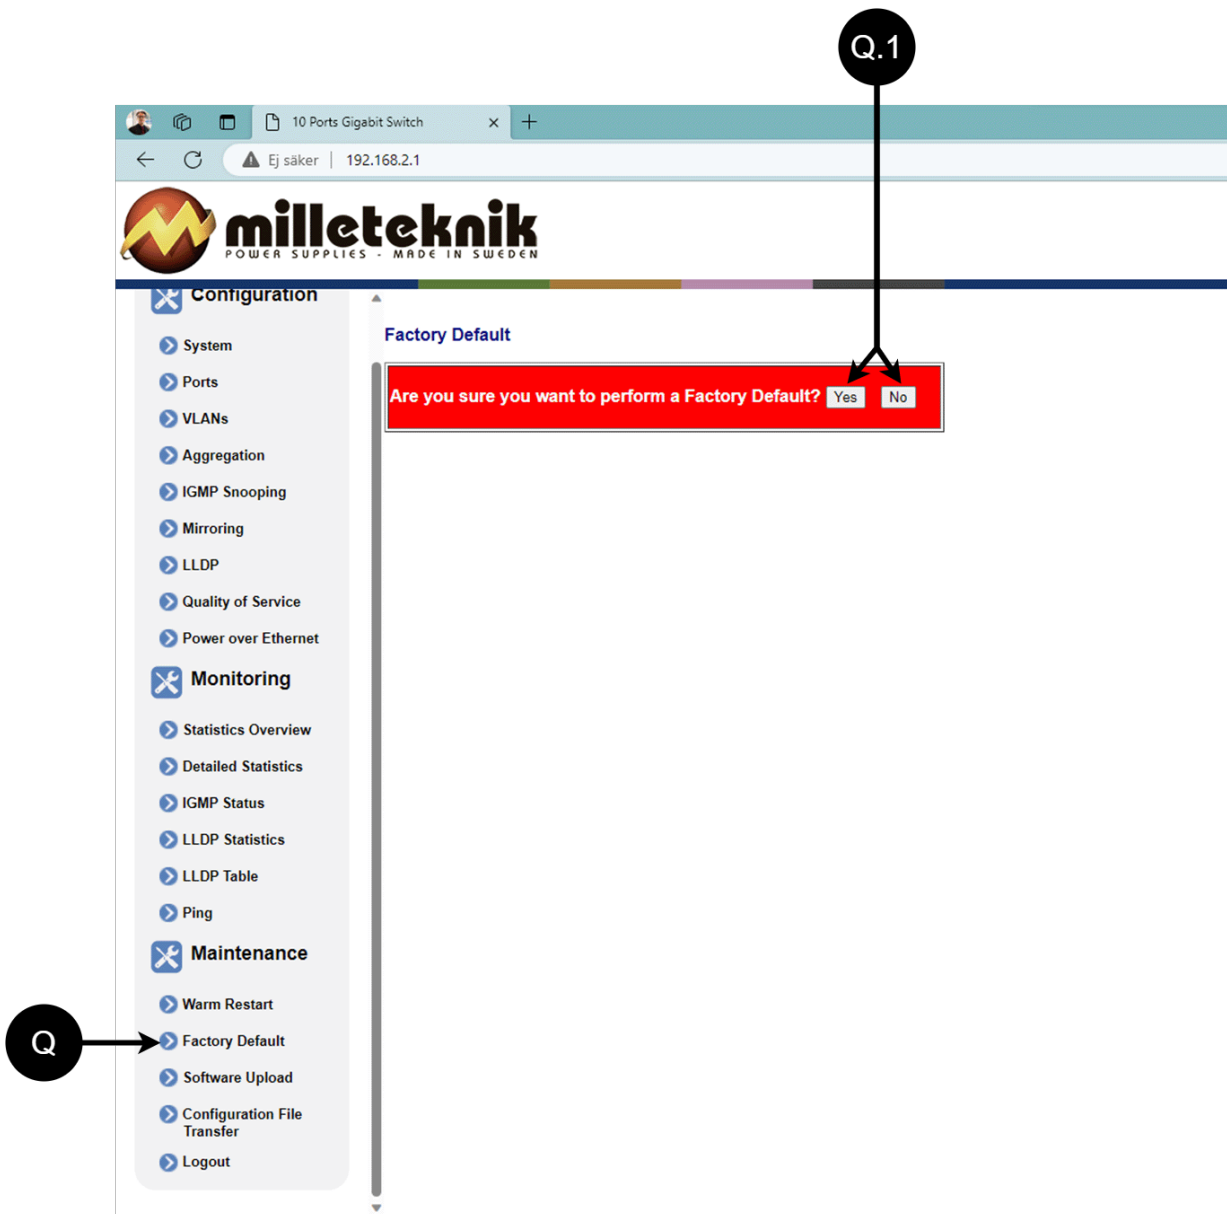 Q.1
10 Ports Gigabit Switch
Ej säker | 192.168.2.1
milleteknik
POWER SUPPLIES - MADE IN SWEDEN
Configuration
System
Ports
VLANs
Aggregation
IGMP Snooping
Mirroring
LLDP
Quality of Service
Power over Ethernet
Monitoring
Statistics Overview
Detailed Statistics
IGMP Status
LLDP Statistics
LLDP Table
Ping
Maintenance
Warm Restart
Factory Default
Software Upload
Configuration File
Transfer
Logout
Factory Default
Are you sure you want to perform a Factory Default? Yes No
Q